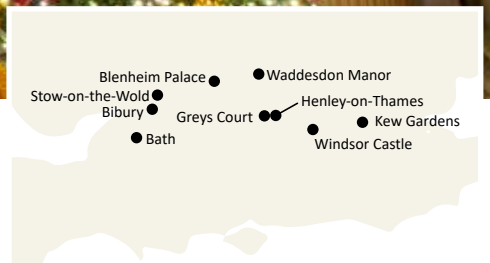 Blenheim Palace
Waddesdon Manor
Stow-on-the-Wold
Bibury
Henley-on-Thames
Greys Court
Kew Gardens
Bath
Windsor Castle